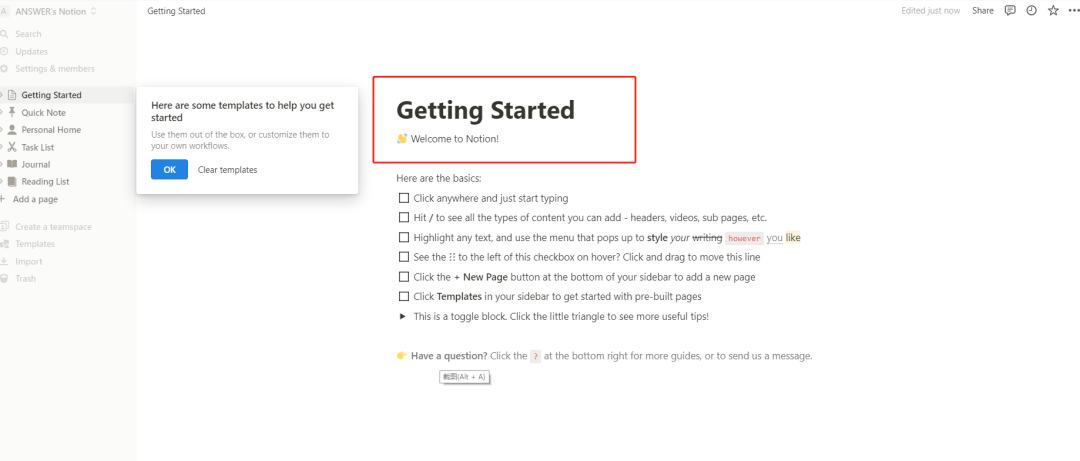 ANSWER's Notion
Getting Started
Edited just now
Share
Search
Updates
Settings & members
Getting Started
Quick Note
Personal Home
Task List
Journal
Reading List
Add a page
Create a teamspace
Templates
Import
Trash
Here are some templates to help you get
started
Use them out of the box, or customize them to
your own workflows.
OK
Clear templates
Getting Started
👋 Welcome to Notion!
Here are the basics:
Click anywhere and just start typing
Hit / to see all the types of content you can add - headers, videos, sub pages, etc.
Highlight any text, and use the menu that pops up to style your writing however you like
See the ⋮⋮ to the left of this checkbox on hover? Click and drag to move this line
Click the + New Page button at the bottom of your sidebar to add a new page
Click Templates in your sidebar to get started with pre-built pages
This is a toggle block. Click the little triangle to see more useful tips!
👉 Have a question? Click the ? at the bottom right for more guides, or to send us a message.
截图(Alt + A)